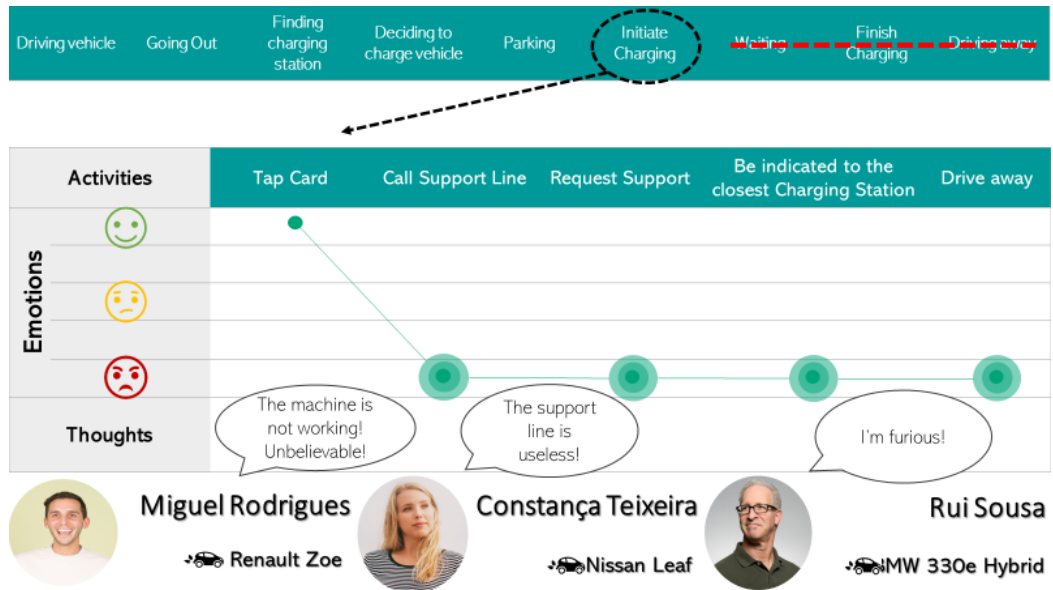 Driving vehicle
Going Out
Finding
charging
station
Deciding to
charge vehicle
Parking
Initiate
Charging
Waiting
Finish
Charging
Driving away
Activities
Tap Card
Call Support Line
Request Support
Be indicated to the
closest Charging Station
Drive away
Emotions
Thoughts
The machine is
not working!
Unbelievable!
The support
line is
useless!
I'm furious!
Miguel Rodrigues
Renault Zoe
Constança Teixeira
Nissan Leaf
Rui Sousa
MW 330e Hybrid